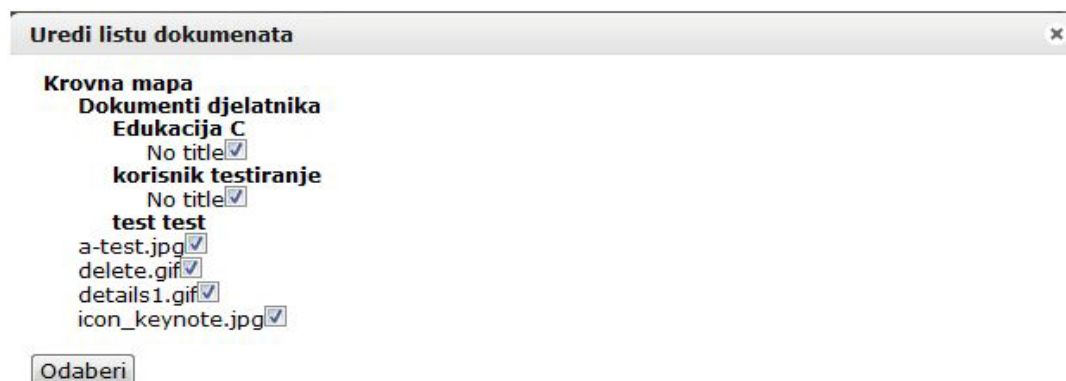 Uredi listu dokumenata
Krovna mapa
Dokumenti djelatnika
Edukacija C
No title
korisnik testiranje
No title
test test
a-test.jpg
delete.gif
details1.gif
icon_keynote.jpg
Odaberi